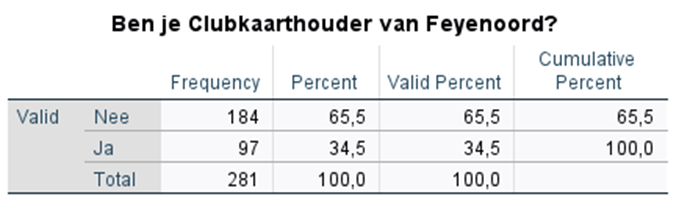 Ben je Clubkaarthouder van Feyenoord?
Frequency Percent Valid Percent Cumulative Percent
Valid Nee 184 65,5 65,5 65,5
Ja 97 34,5 34,5 100,0
Total 281 100,0 100,0